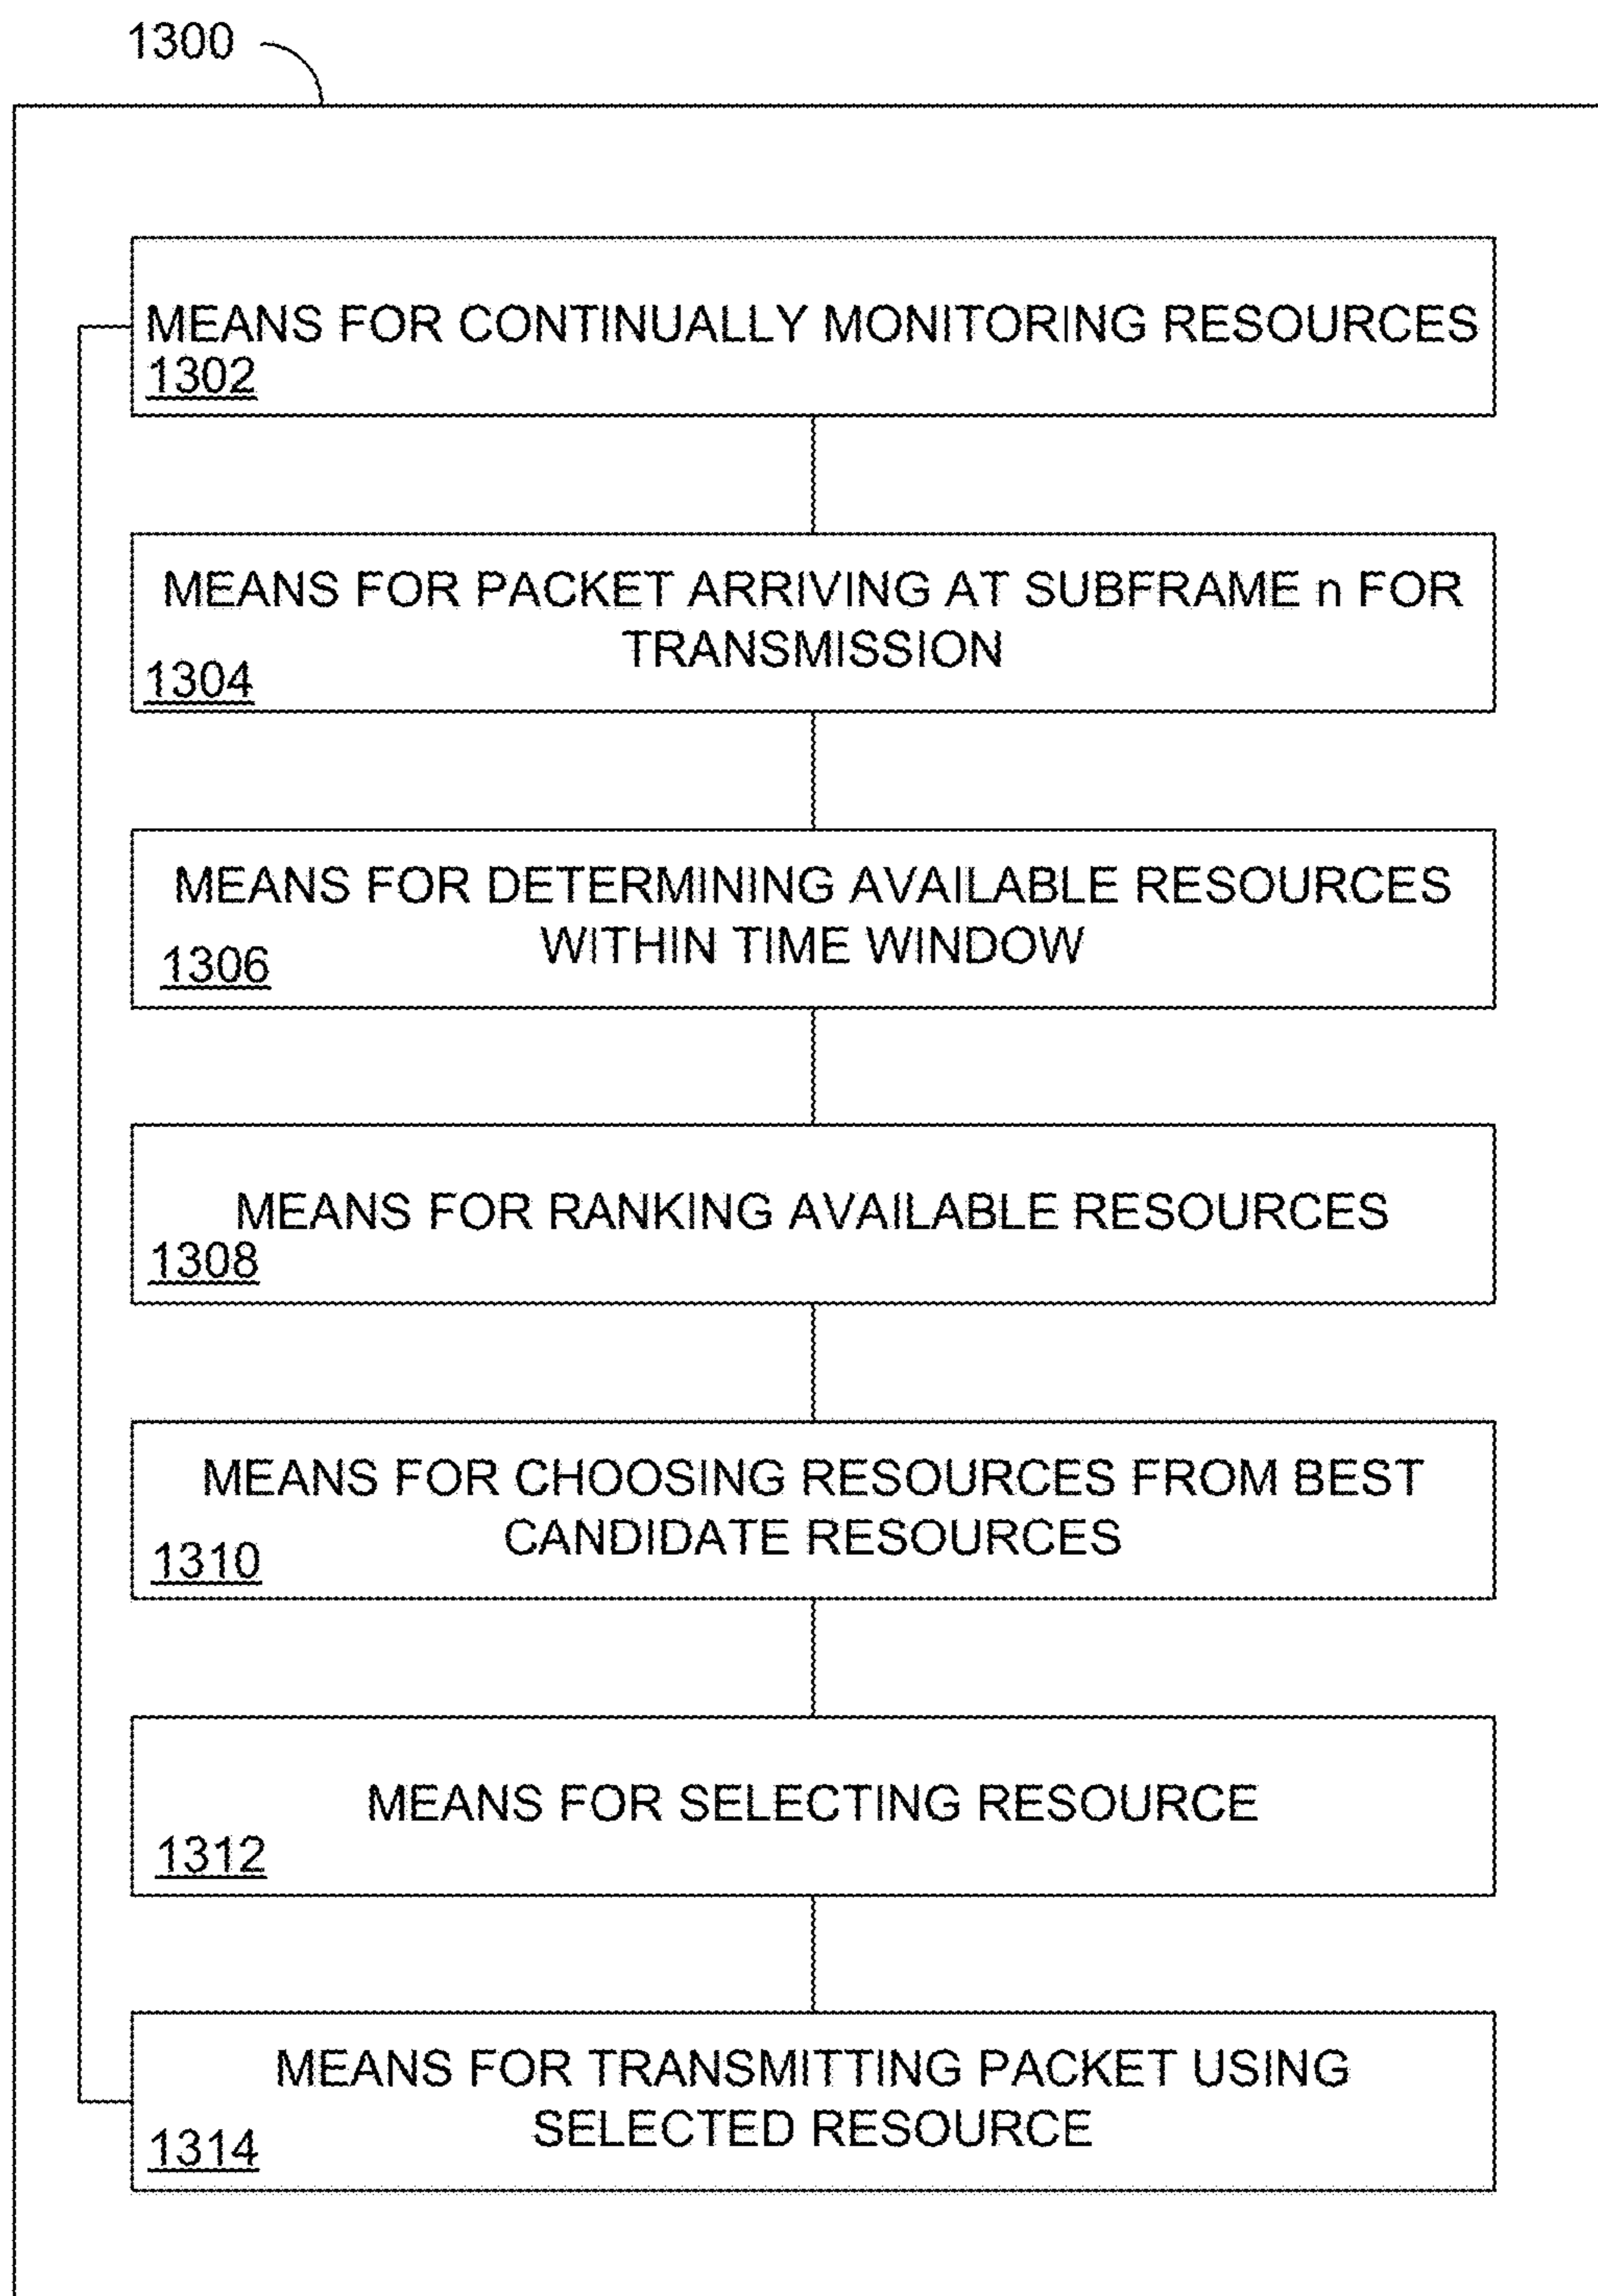 1300
MEANS FOR CONTINUALLY MONITORING RESOURCES
1302
MEANS FOR PACKET ARRIVING AT SUBFRAME n FOR
TRANSMISSION
1304
MEANS FOR DETERMINING AVAILABLE RESOURCES
WITHIN TIME WINDOW
1306
MEANS FOR RANKING AVAILABLE RESOURCES
1308
MEANS FOR CHOOSING RESOURCES FROM BEST
CANDIDATE RESOURCES
1310
MEANS FOR SELECTING RESOURCE
1312
MEANS FOR TRANSMITTING PACKET USING
SELECTED RESOURCE
1314